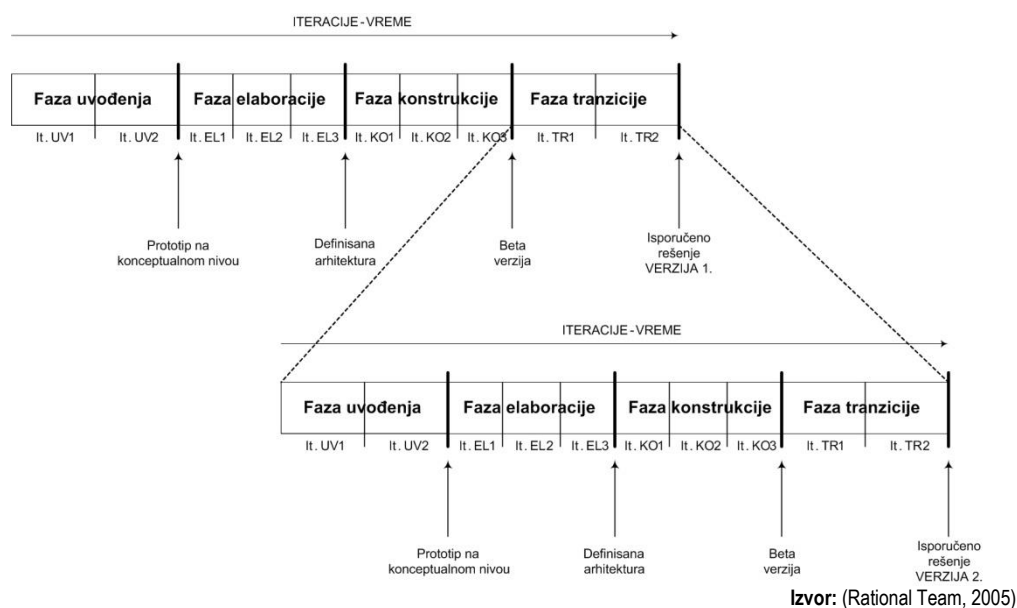 ITERACIJE-VREME
Faza uvođenja Faza elaboracije Faza konstrukcije Faza tranzicije
It. UV1 It. UV2 It. EL1 It. EL2 It. EL3 It. KO1 It. KO2 It. KO3 It. TR1 It. TR2
Prototip na
konceptualnom nivou
Definisana
arhitektura
Beta
verzija
Isporučeno
rešenje
VERZIJA 1.
ITERACIJE-VREME
Faza uvođenja Faza elaboracije Faza konstrukcije Faza tranzicije
It. UV1 It. UV2 It. EL1 It. EL2 It. EL3 It. KO1 It. KO2 It. KO3 It. TR1 It. TR2
Prototip na
konceptualnom nivou
Definisana
arhitektura
Beta
verzija
Isporučeno
rešenje
VERZIJA 2.
Izvor: (Rational Team, 2005)